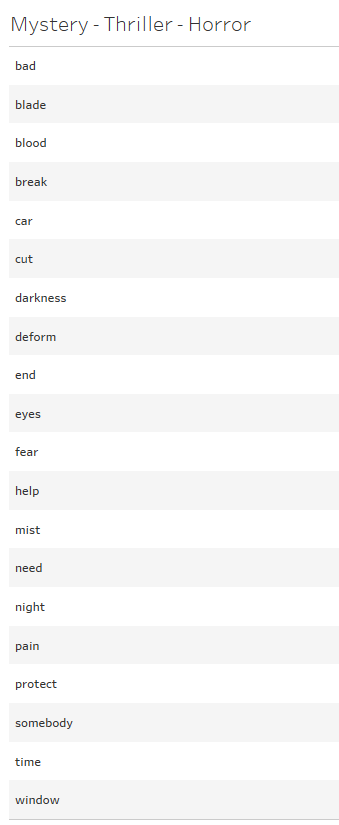 Mystery - Thriller - Horror
bad
blade
blood
break
car
cut
darkness
deform
end
eyes
fear
help
mist
need
night
pain
protect
somebody
time
window